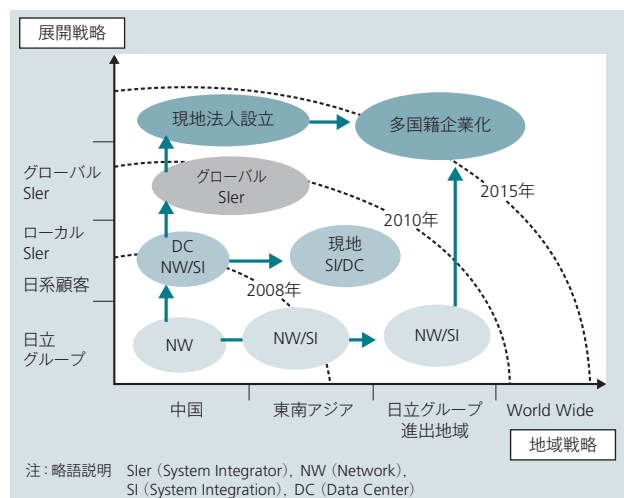 展開戦略
現地法人設立
多国籍企業化
グローバル
SIer
グローバル
SIer
2015年
2010年
ローカル
SIer
DC
NW/SI
現地
SI/DC
日系顧客
2008年
日立
グループ
NW
NW/SI
NW/SI
中国
東南アジア
日立グループ
進出地域
World Wide
地域戦略
注：略語説明　SIer（System Integrator），NW（Network），
SI（System Integration），DC（Data Center）